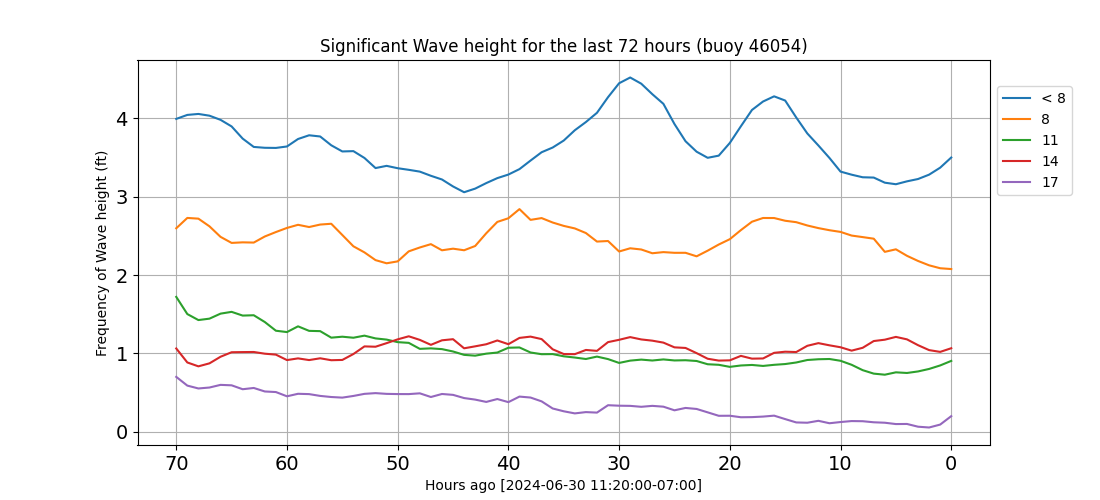 Significant Wave height for the last 72 hours (buoy 46054)
Frequency of Wave height (ft)
4
3
2
1
0
70 60 50 40 30 20 10 0
Hours ago [2024-06-30 11:20:00-07:00]
< 8
8
11
14
17